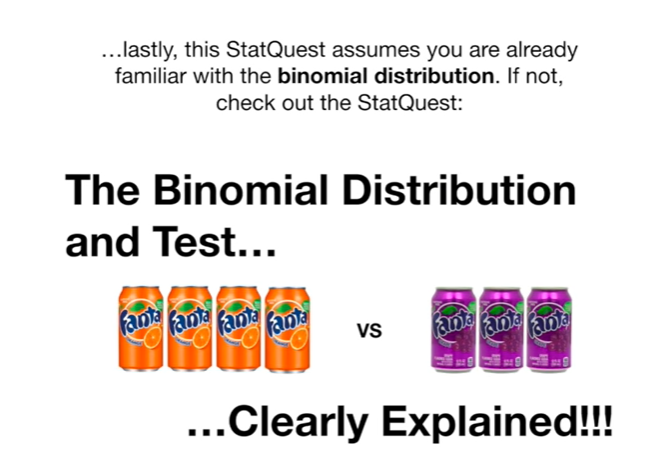 ...lastly, this StatQuest assumes you are already
familiar with the binomial distribution. If not,
check out the StatQuest:
The Binomial Distribution
and Test...
Fanta Fanta Fanta Fanta
vs
Fanta Fanta Fanta
...Clearly Explained!!!